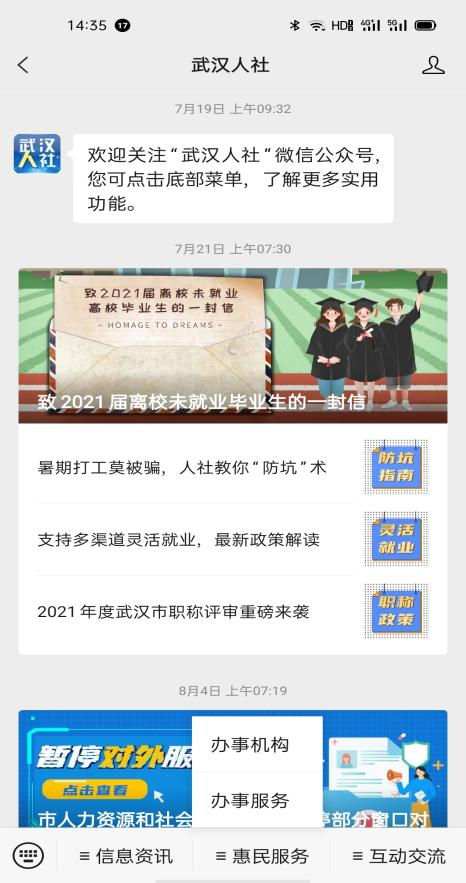 14:35 17 HD 4G 5G
武汉人社
7月19日 上午09:32
武汉
人社
欢迎关注“武汉人社“微信公众号,
您可点击底部菜单，了解更多实用
功能。
7月21日 上午07:30
致2021届离校未就业
高校毕业生的一封信
- HOMAGE TO DREAMS -
致 2021 届离校未就业毕业生的一封信
暑期打工莫被骗，人社教你“防坑”术
防坑
指南
支持多渠道灵活就业，最新政策解读
灵活
就业
2021 年度武汉市职称评审重磅来袭
职称
政策
8月4日 上午07:19
暂停对外服
点击查看
办事机构
办事服务
市人力资源和社会
停部分窗口对
信息资讯
惠民服务
互动交流